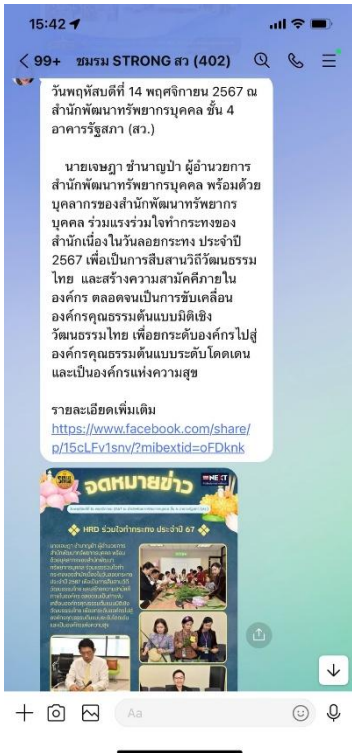 15:42
99+ ชมรม STRONG สว (402)
วันพฤหัสบดีที่ 14 พฤศจิกายน 2567 ณ
สำนักพัฒนาทรัพยากรบุคคล ชั้น 4
อาคารรัฐสภา (สว.)
นายเจษฎา ชำนาญป่า ผู้อำนวยการ
สำนักพัฒนาทรัพยากรบุคคล พร้อมด้วย
บุคลากรของสำนักพัฒนาทรัพยากร
บุคคล ร่วมแรงร่วมใจทำกระทงของ
สำนักเนื่องในวันลอยกระทง ประจำปี
2567 เพื่อเป็นการสืบสานวิถีวัฒนธรรม
ไทย และสร้างความสามัคคีภายใน
องค์กร ตลอดจนเป็นการขับเคลื่อน
องค์กรคุณธรรมต้นแบบมิติเชิง
วัฒนธรรมไทย เพื่อยกระดับองค์กรไปสู่
องค์กรคุณธรรมต้นแบบระดับโดดเด่น
และเป็นองค์กรแห่งความสุข
รายละเอียดเพิ่มเติม
https://www.facebook.com/share/
p/15cLFv1snv/?mibextid=oFDknk
จดหมายข่าว
HRD ร่วมใจทำกระทง ประจำปี 67
Aa